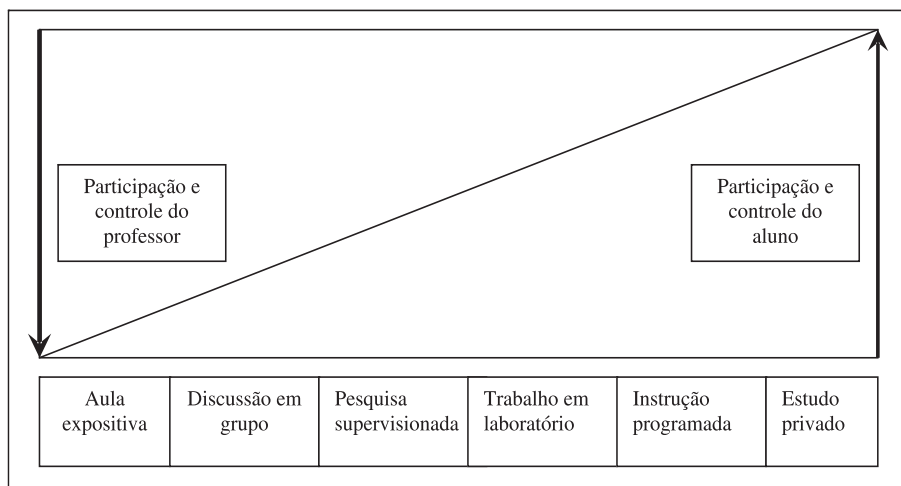 Participação e
controle do
professor
Participação e
controle do
aluno
Aula
expositiva
Discussão em
grupo
Pesquisa
supervisionada
Trabalho em
laboratório
Instrução
programada
Estudo
privado